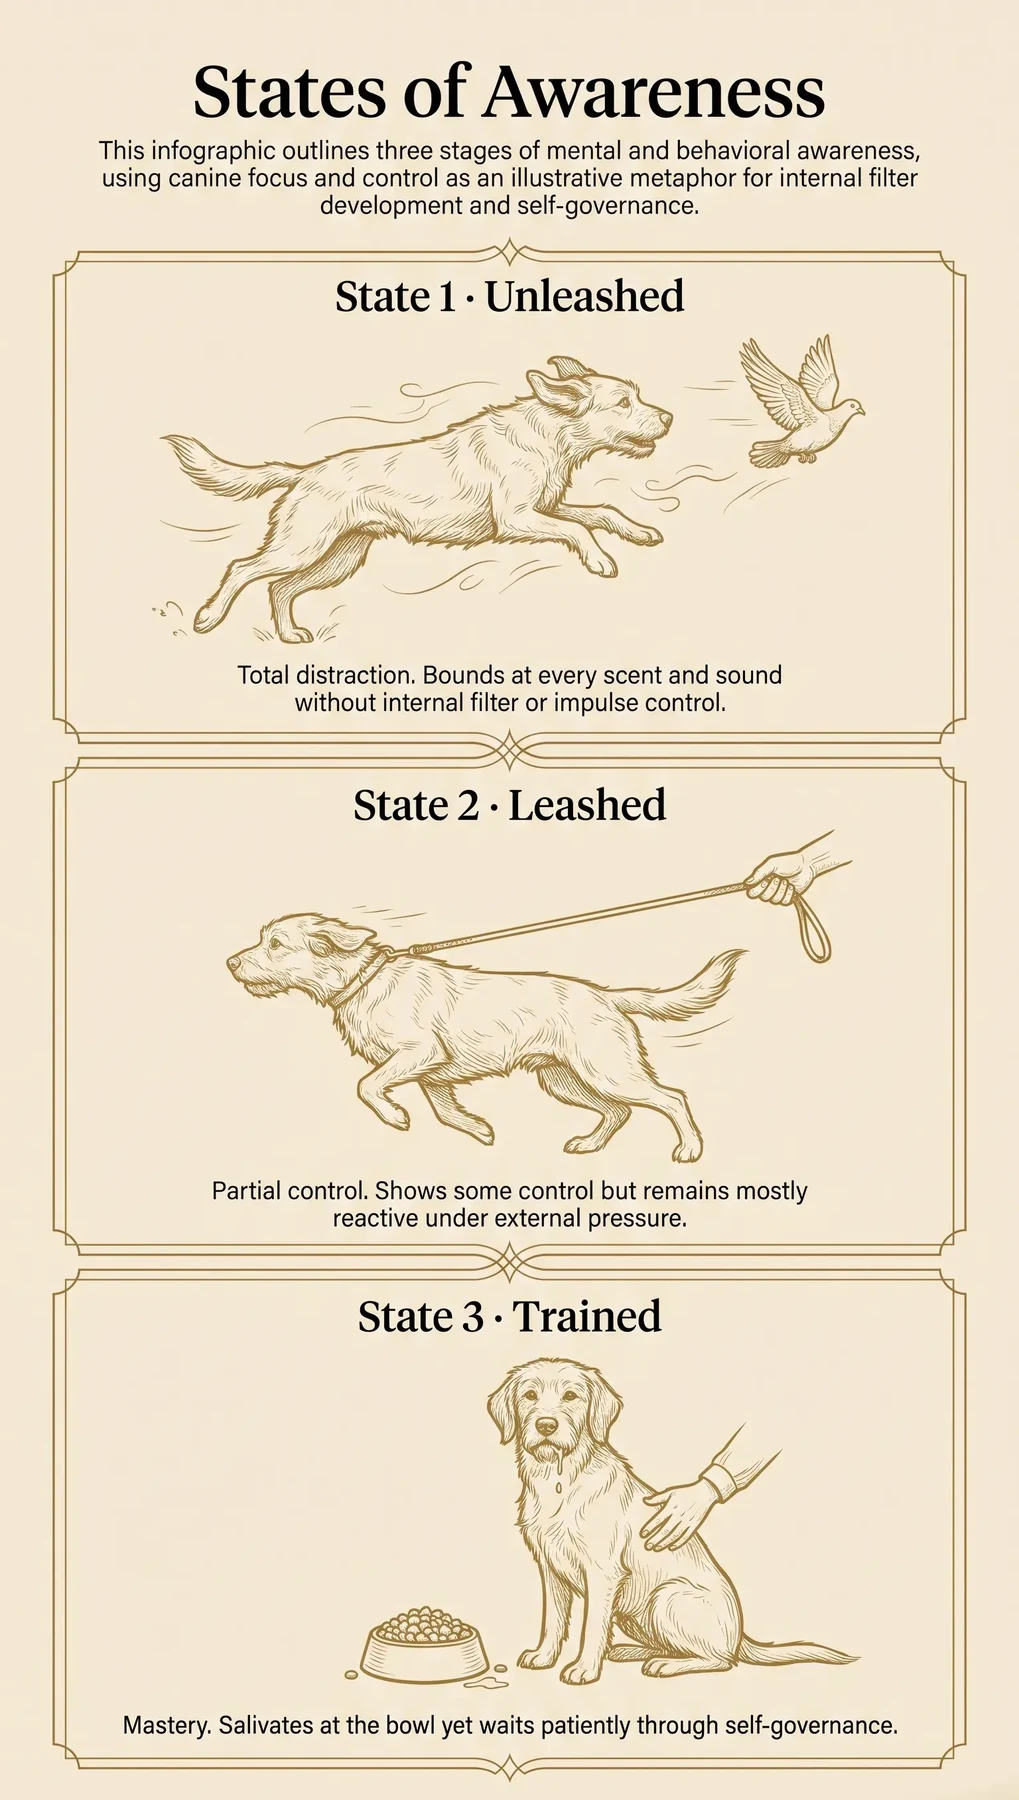 States of Awareness
This infographic outlines three stages of mental and behavioral awareness,
using canine focus and control as an illustrative metaphor for internal filter
development and self-governance.
State 1 · Unleashed
Total distraction. Bounds at every scent and sound
without internal filter or impulse control.
State 2 · Leashed
Partial control. Shows some control but remains mostly
reactive under external pressure.
State 3 · Trained
Mastery. Salivates at the bowl yet waits patiently through self-governance.